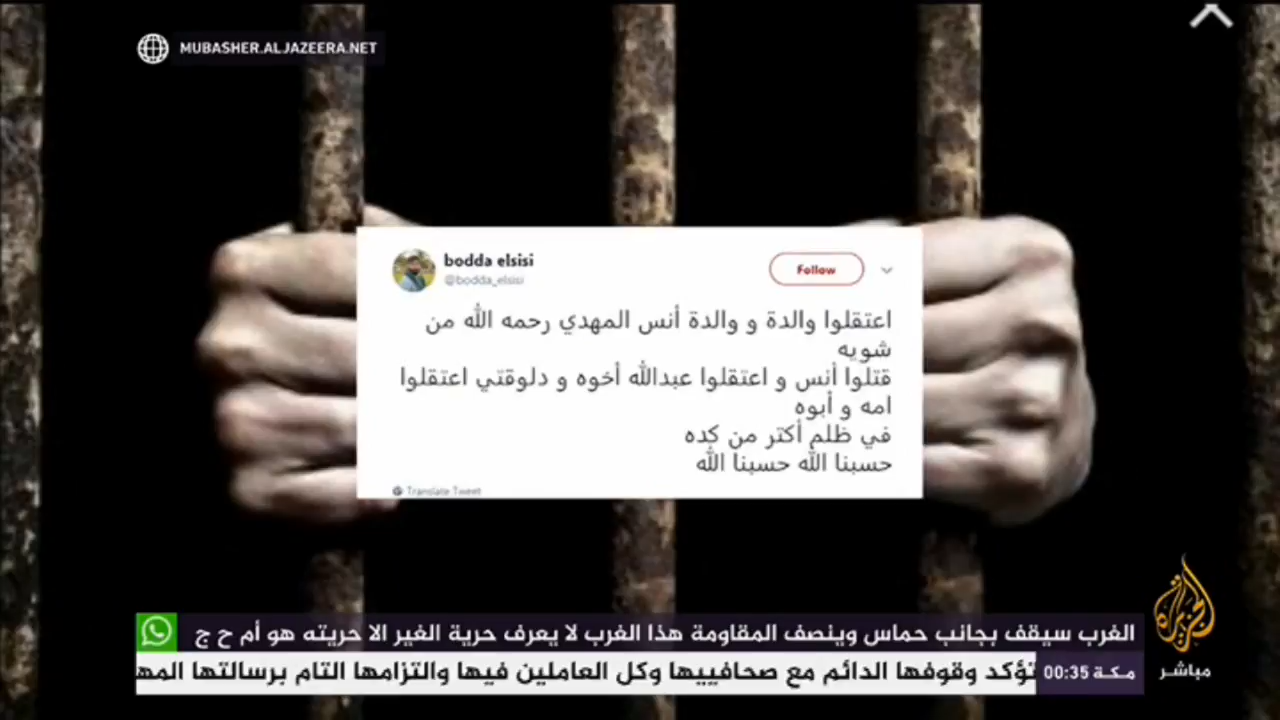 MUBASHER.ALJAZEERA.NET
bodda elsisi
@bodda_elsisi
Follow
اعتقلوا والدة و والدة أنس المهدي رحمه الله من
شويه
قتلوا أنس و اعتقلوا عبدالله أخوه و دلوقتي اعتقلوا
امه و أبوه
في ظلم أكتر من كده
حسبنا الله حسبنا الله
Translate Tweet
الغرب سيقف بجانب حماس وينصف المقاومة هذا الغرب لا يعرف حرية الغير الا حريته هو أم ح ج
مكة 00:35
تؤكد وقوفها الدائم مع صحافييها وكل العاملين فيها والتزامها التام برسالتها
الجزيرة
مباشر